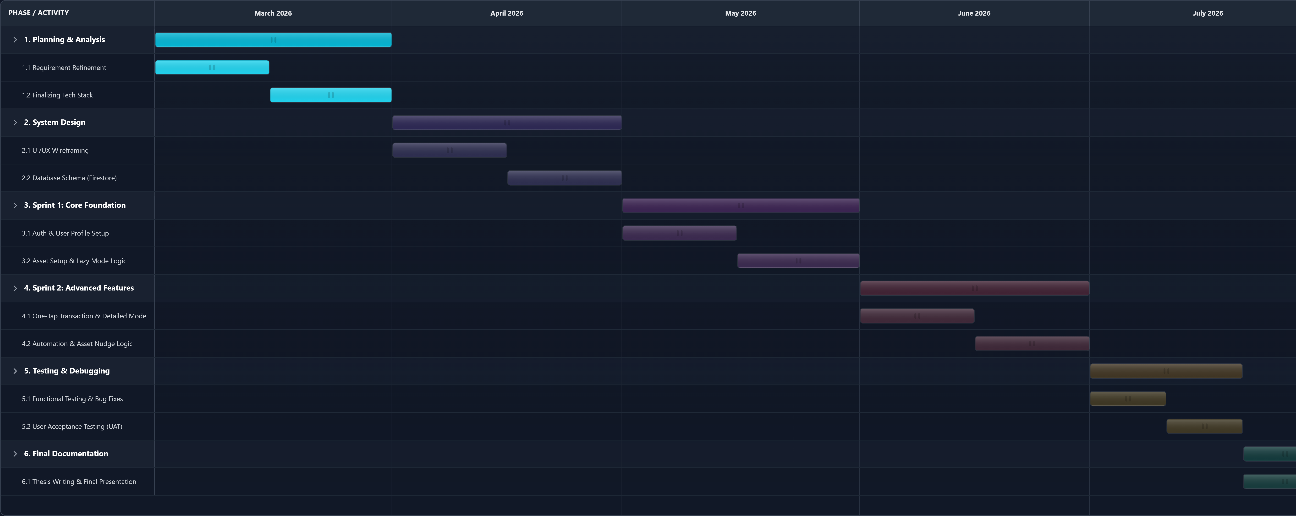 PHASE / ACTIVITY March 2026 April 2026 May 2026 June 2026 July 2026
1. Planning & Analysis
1.1 Requirement Refinement
1.2 Finalizing Tech Stack
2. System Design
2.1 UI/UX Wireframing
2.2 Database Schema (Firestore)
3. Sprint 1: Core Foundation
3.1 Auth & User Profile Setup
3.2 Asset Setup & Lazy Mode Logic
4. Sprint 2: Advanced Features
4.1 One-Tap Transaction & Detailed Mode
4.2 Automation & Asset Nudge Logic
5. Testing & Debugging
5.1 Functional Testing & Bug Fixes
5.2 User Acceptance Testing (UAT)
6. Final Documentation
6.1 Thesis Writing & Final Presentation